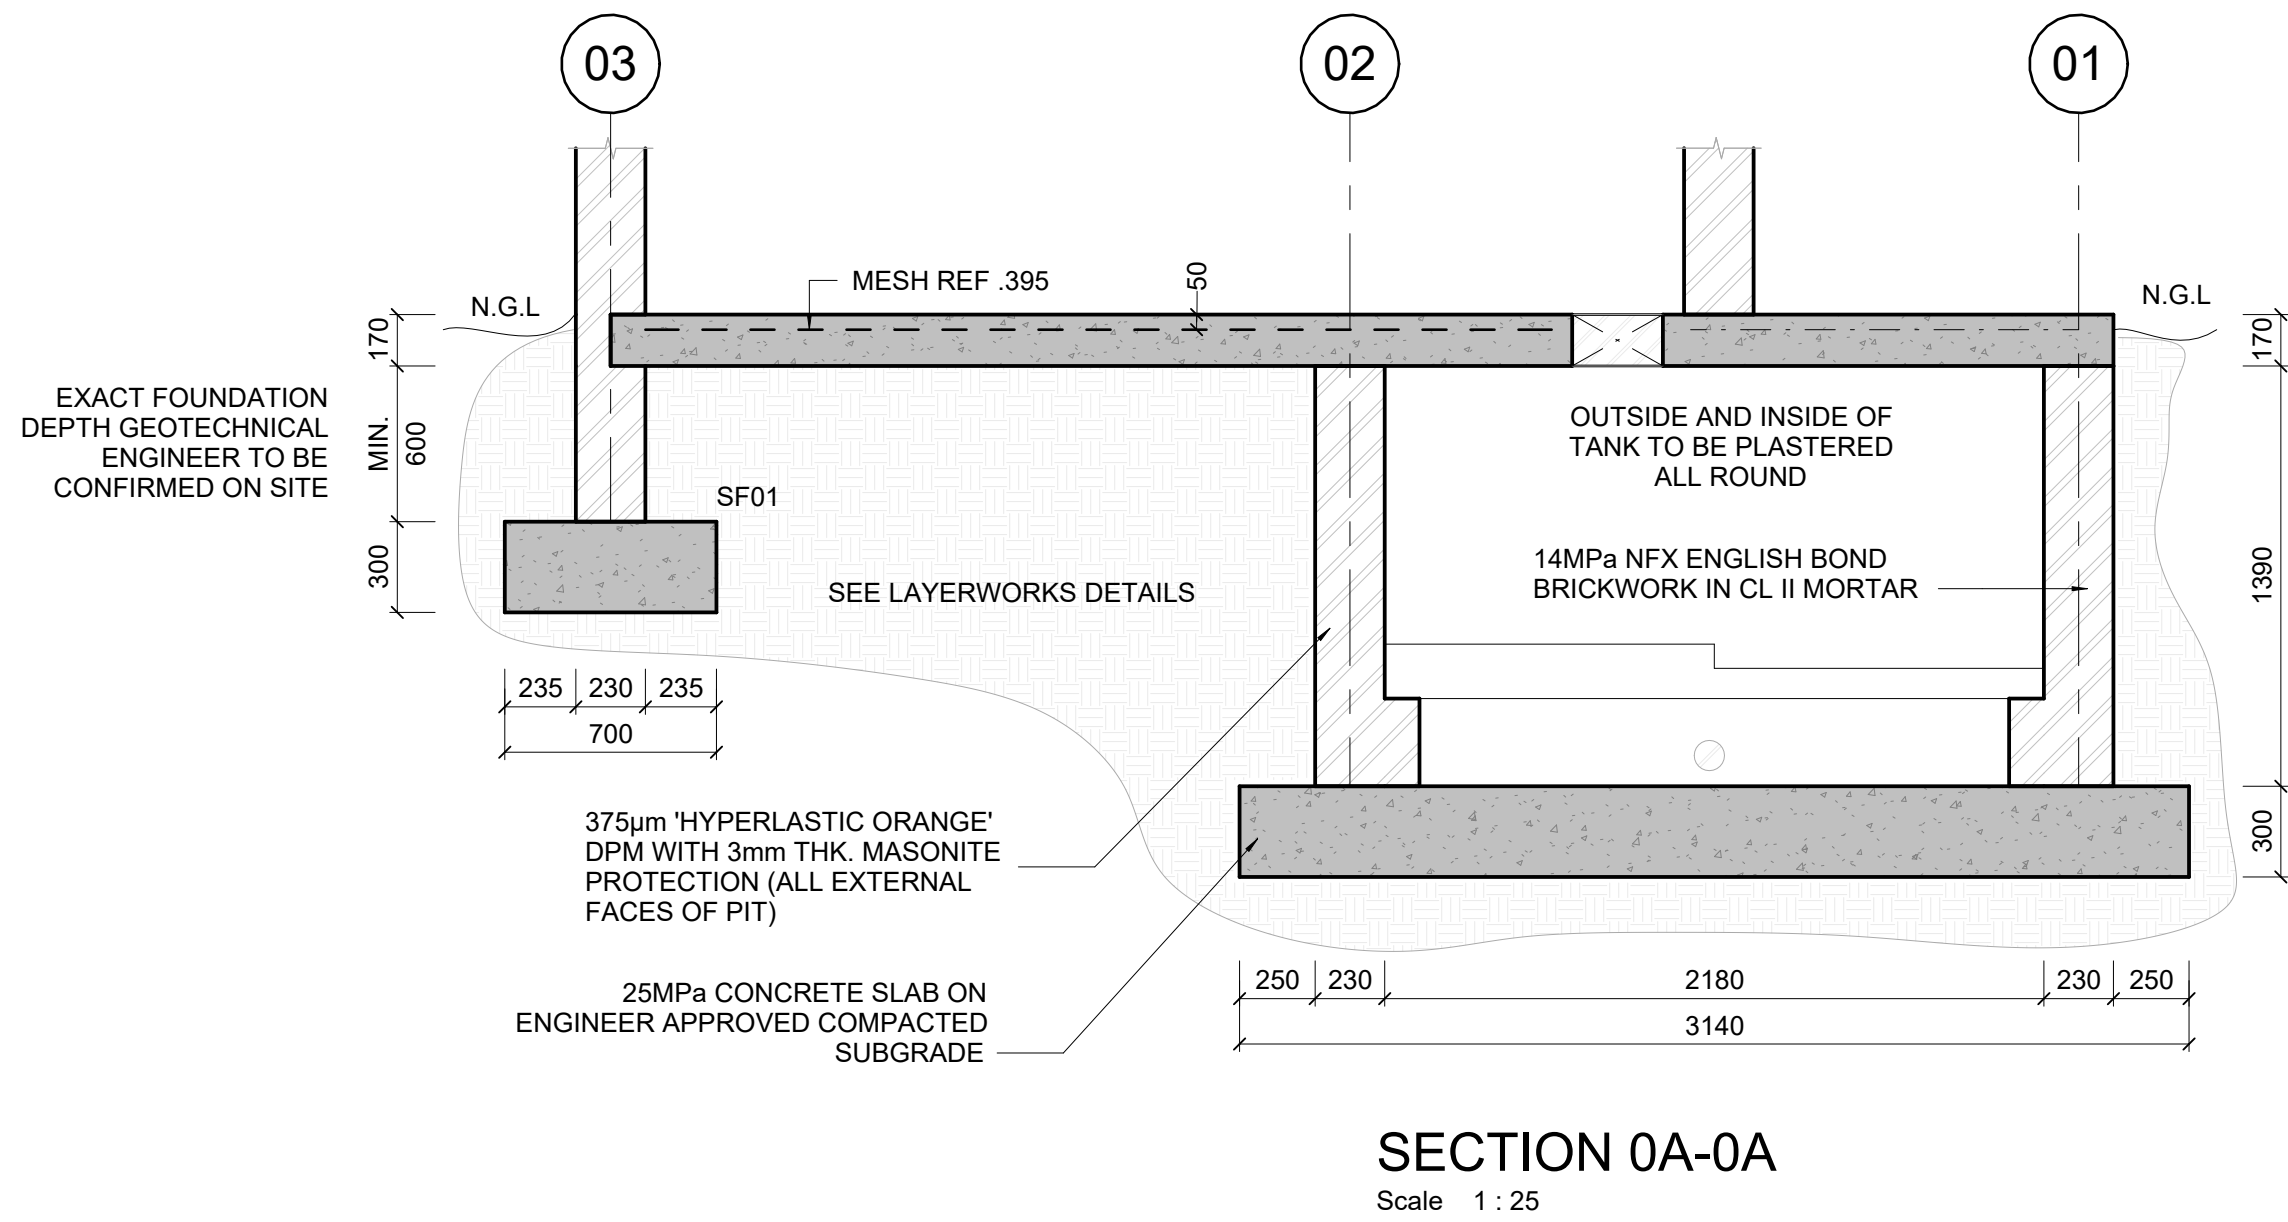 03
02
01
MESH REF .395
50
N.G.L
N.G.L
170
170
EXACT FOUNDATION
DEPTH GEOTECHNICAL
ENGINEER TO BE
CONFIRMED ON SITE
MIN.
600
OUTSIDE AND INSIDE OF
TANK TO BE PLASTERED
ALL ROUND
SF01
300
SEE LAYERWORKS DETAILS
14MPa NFX ENGLISH BOND
BRICKWORK IN CL II MORTAR
1390
235
230
235
700
375µm 'HYPERLASTIC ORANGE'
DPM WITH 3mm THK. MASONITE
PROTECTION (ALL EXTERNAL
FACES OF PIT)
300
25MPa CONCRETE SLAB ON
ENGINEER APPROVED COMPACTED
SUBGRADE
250
230
2180
230
250
3140
SECTION 0A-0A
Scale 1 : 25